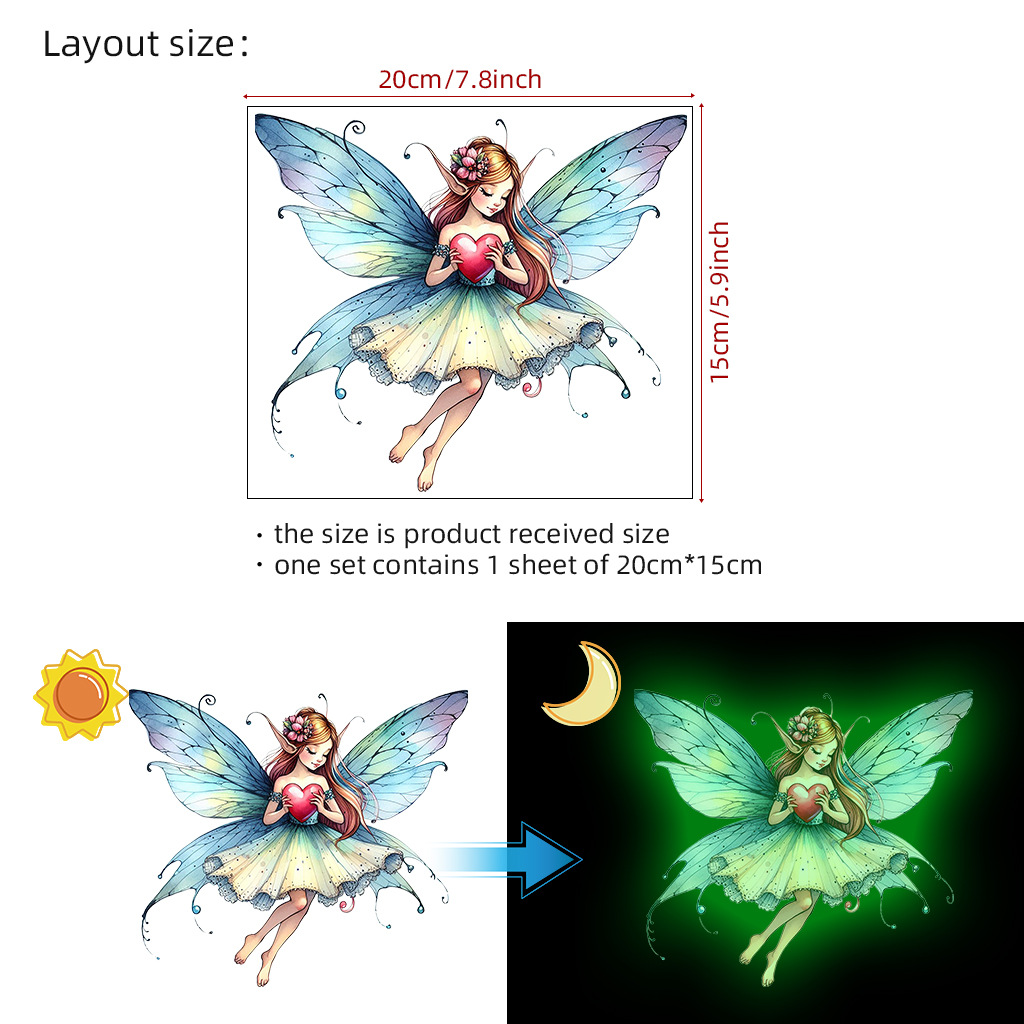 Layout size:
20cm/7.8inch
15cm/5.9inch
· the size is product received size
· one set contains 1 sheet of 20cm*15cm